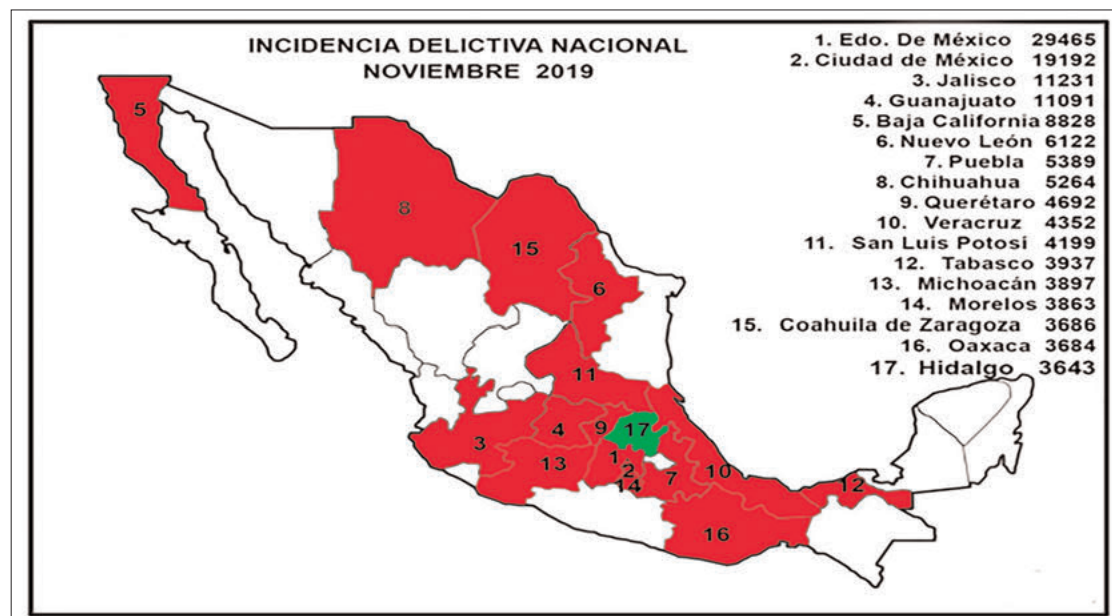 INCIDENCIA DELICTIVA NACIONAL
NOVIEMBRE 2019
1. Edo. De México 29465
2. Ciudad de México 19192
3. Jalisco 11231
4. Guanajuato 11091
5. Baja California 8828
6. Nuevo León 6122
7. Puebla 5389
8. Chihuahua 5264
9. Querétaro 4692
10. Veracruz 4352
11. San Luis Potosí 4199
12. Tabasco 3937
13. Michoacán 3897
14. Morelos 3863
15. Coahuila de Zaragoza 3686
16. Oaxaca 3684
17. Hidalgo 3643
5
8
15
6
11
3
4
9
17
13
1
2
14
7
10
12
16